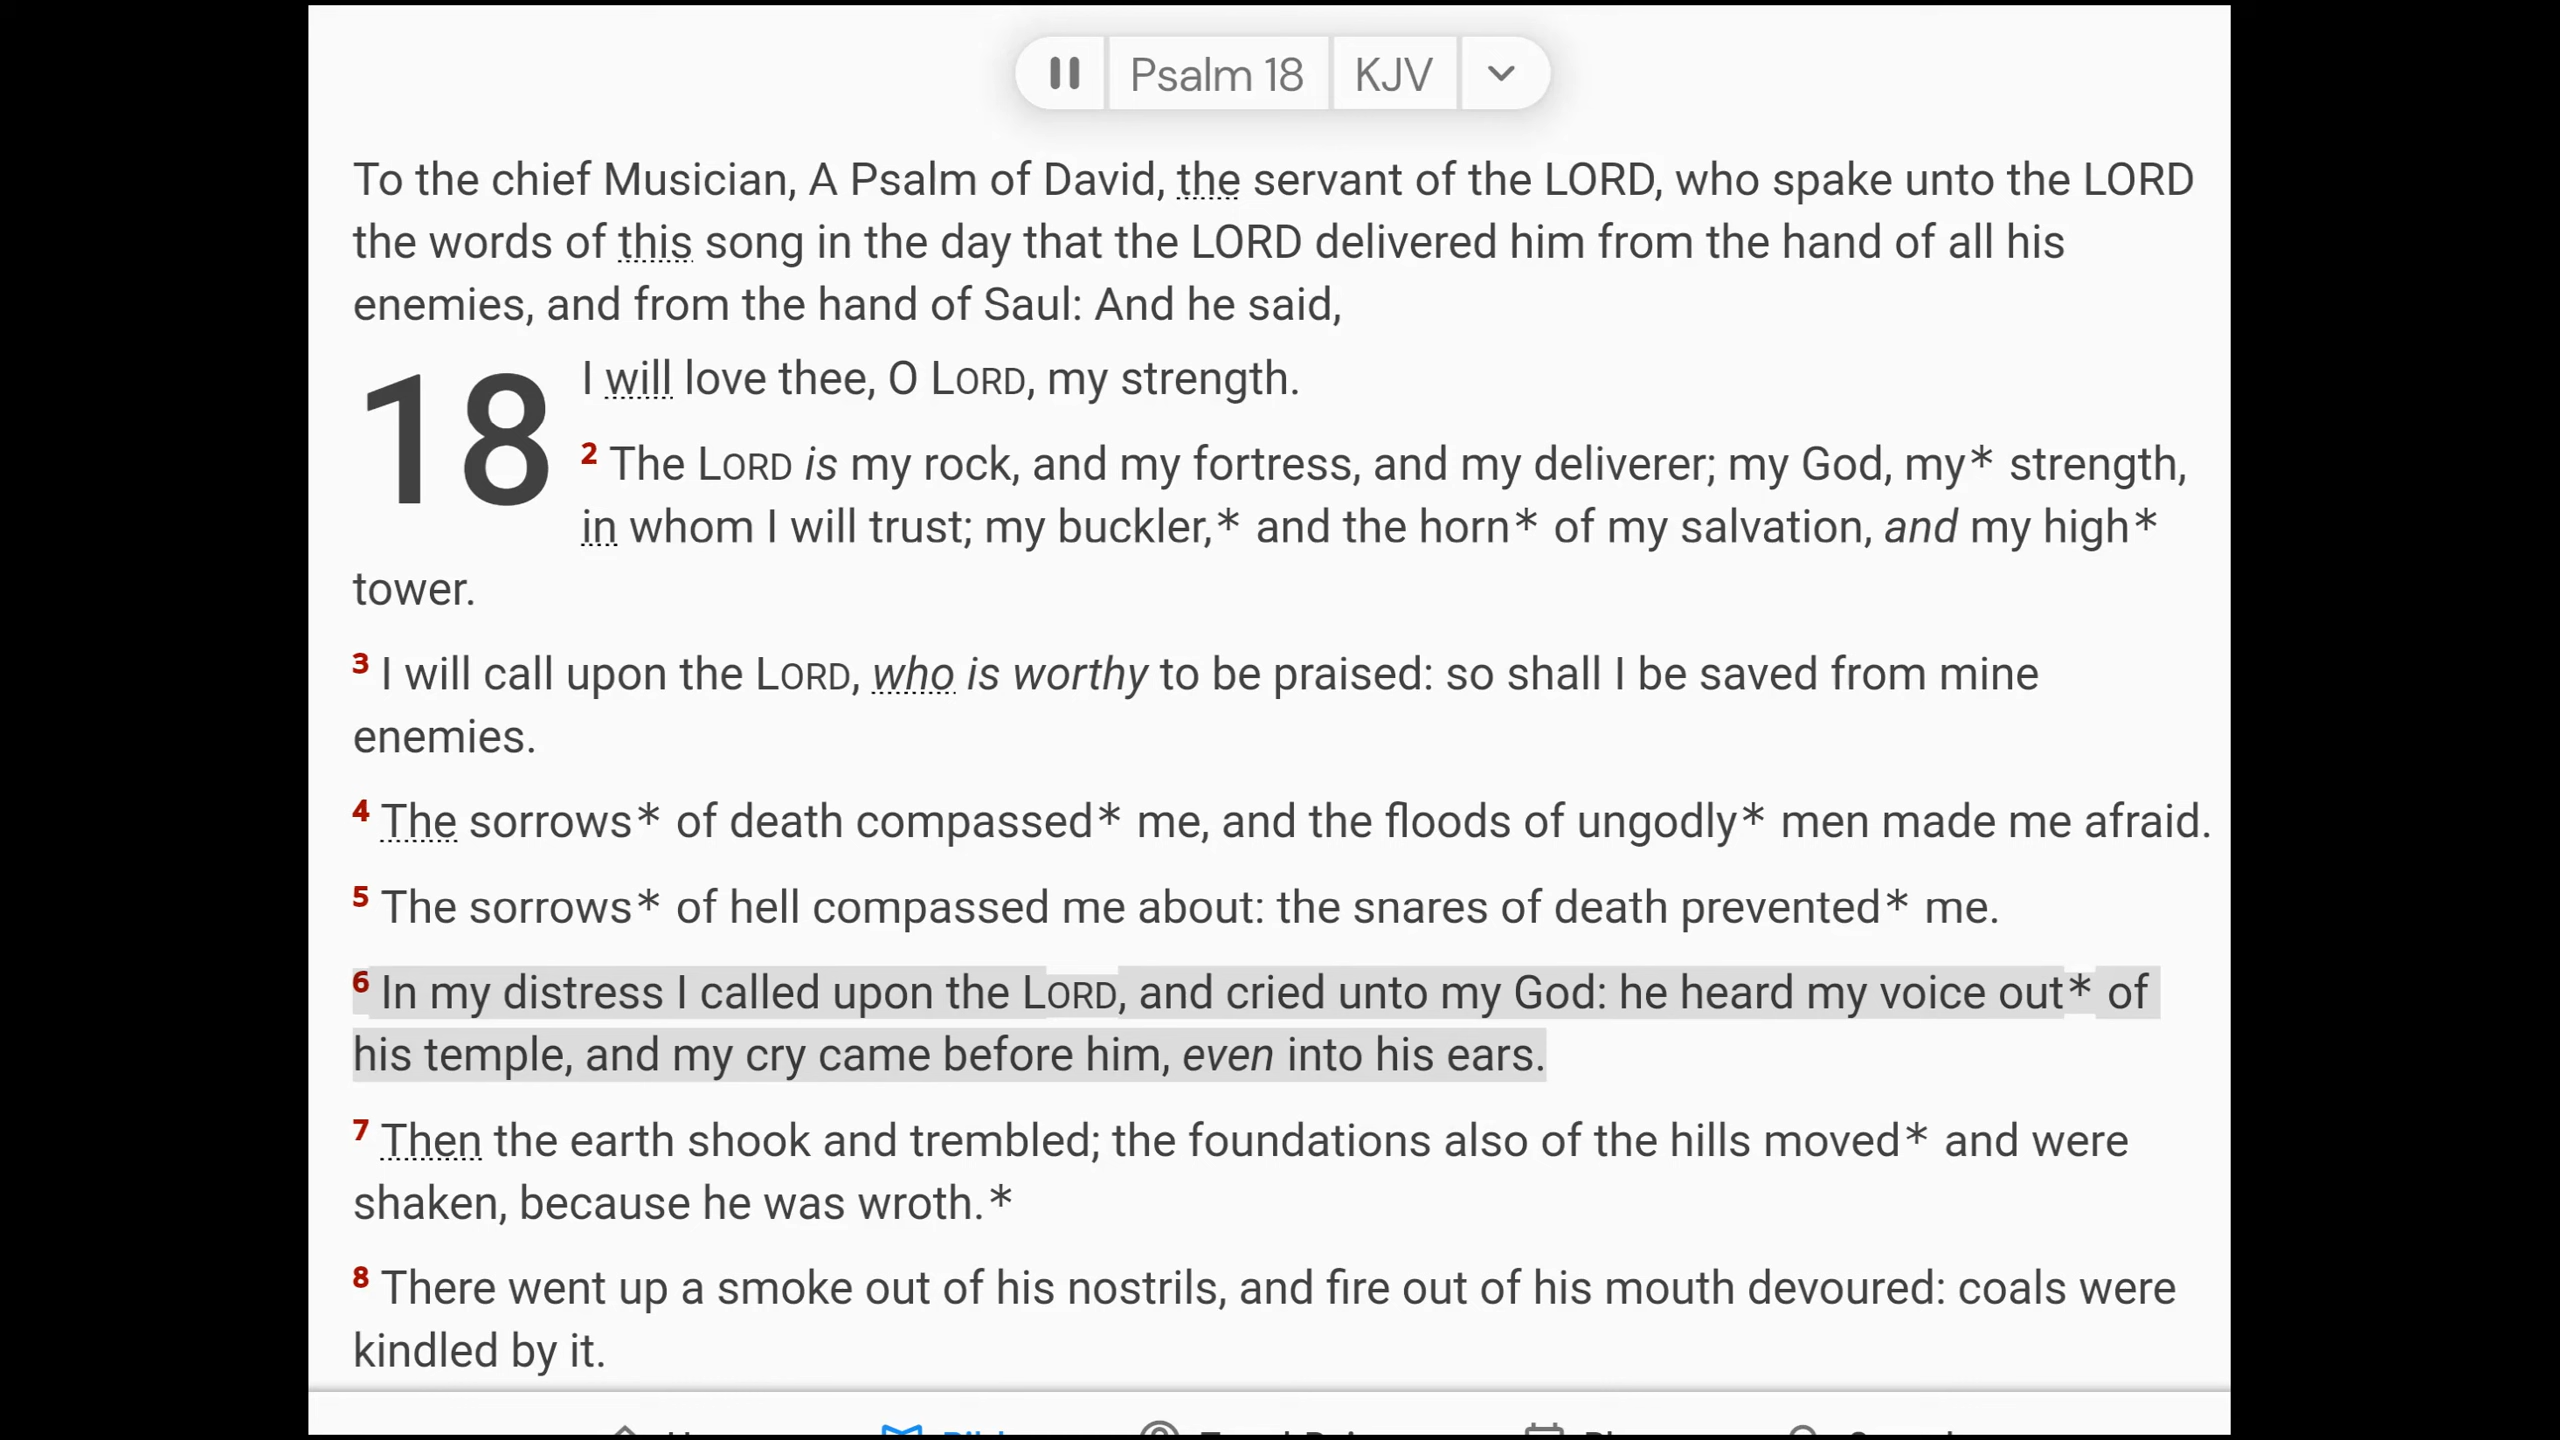 Psalm 18 KJV
To the chief Musician, A Psalm of David, the servant of the LORD, who spake unto the LORD
the words of this song in the day that the LORD delivered him from the hand of all his
enemies, and from the hand of Saul: And he said,
18 I will love thee, O LORD, my strength.
2 The LORD is my rock, and my fortress, and my deliverer; my God, my* strength,
in whom I will trust; my buckler,* and the horn* of my salvation, and my high*
tower.
3 I will call upon the LORD, who is worthy to be praised: so shall I be saved from mine
enemies.
4 The sorrows* of death compassed* me, and the floods of ungodly* men made me afraid.
5 The sorrows* of hell compassed me about: the snares of death prevented* me.
6 In my distress I called upon the LORD, and cried unto my God: he heard my voice out* of
his temple, and my cry came before him, even into his ears.
7 Then the earth shook and trembled; the foundations also of the hills moved* and were
shaken, because he was wroth.*
8 There went up a smoke out of his nostrils, and fire out of his mouth devoured: coals were
kindled by it.